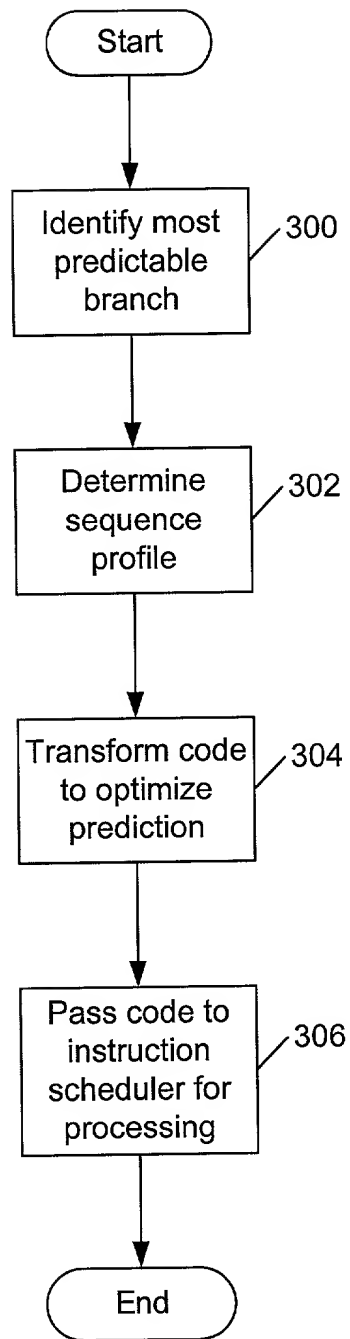 Start
Identify most
predictable
branch
300
Determine
sequence
profile
302
Transform code
to optimize
prediction
304
Pass code to
instruction
scheduler for
processing
306
End